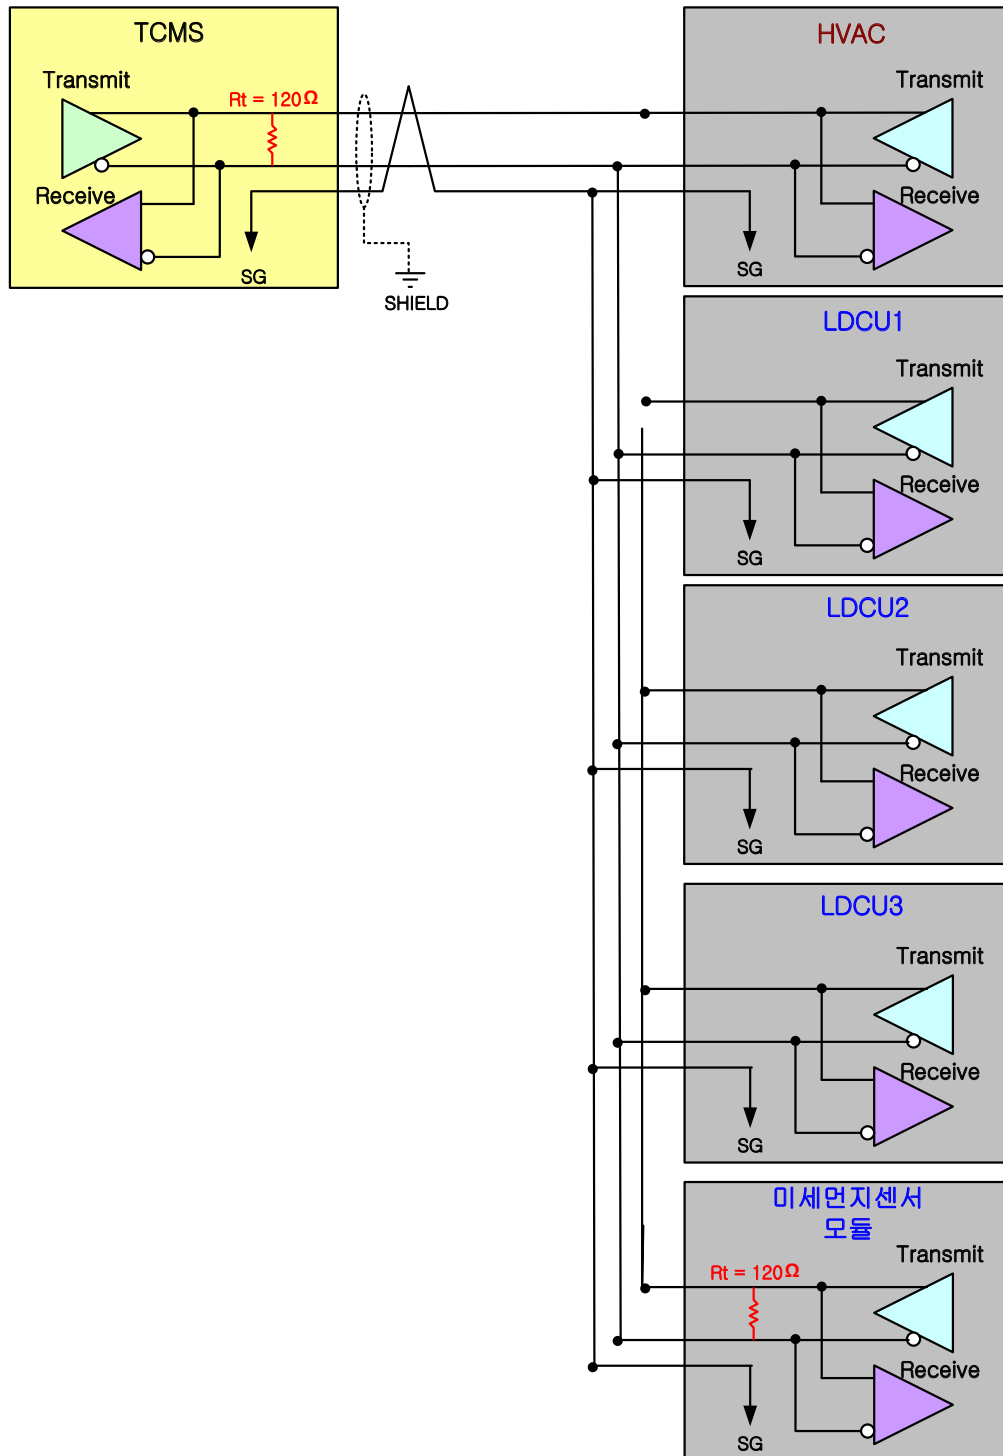 TCMS
Transmit
Rt = 120Ω
Receive
SG
SHIELD
HVAC
Transmit
Receive
SG
LDCU1
Transmit
Receive
SG
LDCU2
Transmit
Receive
SG
LDCU3
Transmit
Receive
SG
미세먼지센서
모듈
Transmit
Rt = 120Ω
Receive
SG